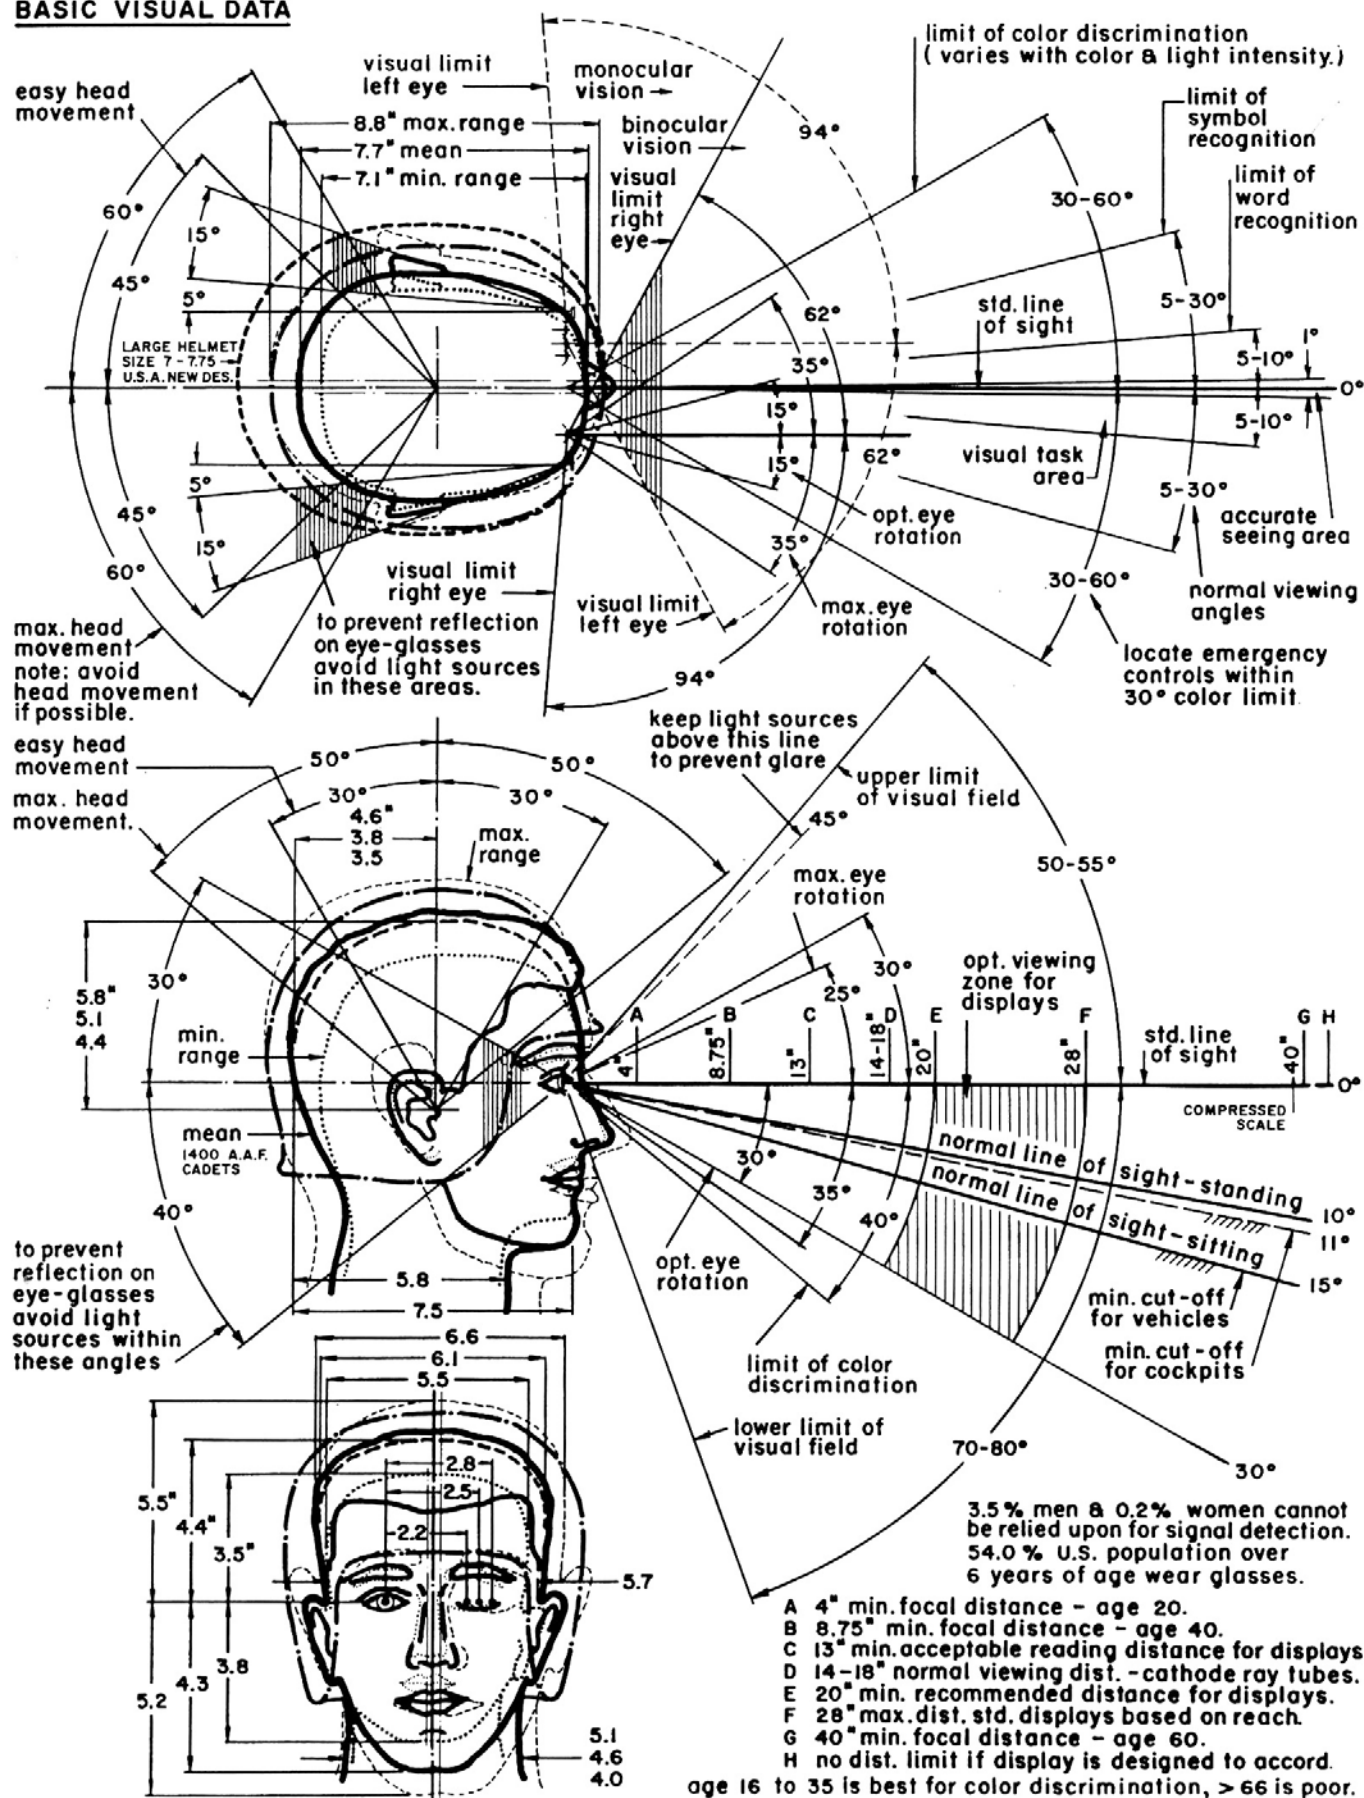 BASIC VISUAL DATA
easy head
movement
visual limit
left eye
monocular
vision
binocular
vision
visual
limit
right
eye
94°
limit of color discrimination
( varies with color & light intensity.)
limit of
symbol
recognition
limit of
word
recognition
8.8" max. range
7.7" mean
7.1" min. range
60°
15°
45°
5°
LARGE HELMET
SIZE 7 - 7.75
U.S.A. NEW DES.
62°
35°
15°
std. line
of sight
30-60°
5-30°
5-10°
1°
0°
5°
45°
15°
60°
15°
62°
35°
opt. eye
rotation
visual task
area
5-10°
5-30°
accurate
seeing area
30-60°
normal viewing
angles
visual limit
right eye
visual limit
left eye
max. eye
rotation
94°
to prevent reflection
on eye-glasses
avoid light sources
in these areas.
locate emergency
controls within
30° color limit
max. head
movement
note: avoid
head movement
if possible.
easy head
movement
max. head
movement.
50°
50°
30°
30°
4.6"
3.8
3.5
max.
range
keep light sources
above this line
to prevent glare
upper limit
of visual field
45°
50-55°
max. eye
rotation
30°
25°
30°
5.8"
5.1
4.4
min.
range
mean
1400 A.A.F.
CADETS
40°
A
B
C
D
E
F
G
H
4"
8.75"
13"
14-18"
20"
28"
40"
opt. viewing
zone for
displays
std. line
of sight
0°
COMPRESSED
SCALE
normal line of sight-standing
normal line of sight-sitting
10°
11°
15°
30°
35°
40°
opt. eye
rotation
min. cut-off
for vehicles
min. cut-off
for cockpits
to prevent
reflection on
eye-glasses
avoid light
sources within
these angles
5.8
7.5
limit of color
discrimination
lower limit of
visual field
70-80°
30°
6.6
6.1
5.5
2.8
2.5
2.2
5.5"
4.4"
3.5"
5.7
5.2
4.3
3.8
5.1
4.6
4.0
3.5% men & 0.2% women cannot
be relied upon for signal detection.
54.0 % U.S. population over
6 years of age wear glasses.
A 4" min. focal distance - age 20.
B 8.75" min. focal distance - age 40.
C 13" min. acceptable reading distance for displays
D 14-18" normal viewing dist. - cathode ray tubes.
E 20" min. recommended distance for displays.
F 28" max. dist. std. displays based on reach.
G 40" min. focal distance - age 60.
H no dist. limit if display is designed to accord.
age 16 to 35 is best for color discrimination, > 66 is poor.